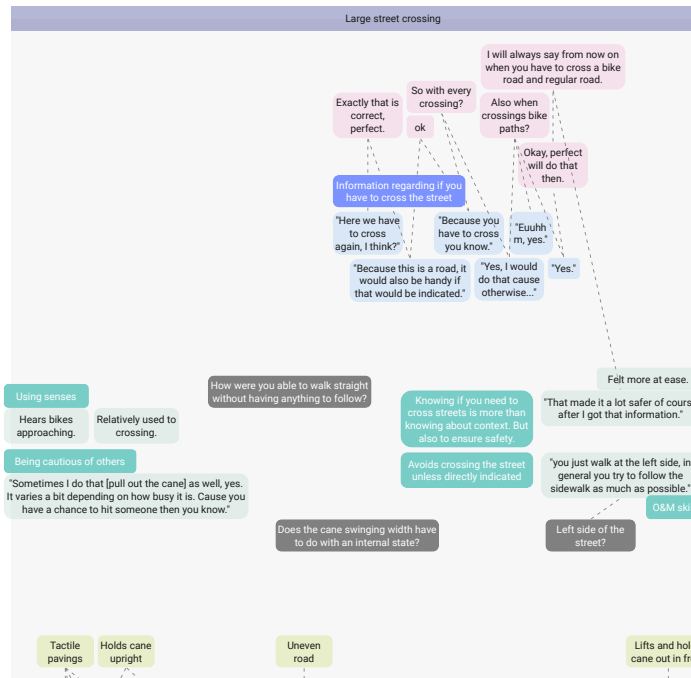 Large street crossing
I will always say from now on
when you have to cross a bike
road and regular road.
So with every
crossing?
Exactly that is
correct,
perfect.
ok
Also when
crossings bike
paths?
Okay, perfect
will do that
then.
Information regarding if you
have to cross the street
"Here we have
to cross
again, I think?"
"Because you
have to cross
you know."
"Euuhh
m, yes."
"Because this is a road, it
would also be handy if
that would be indicated."
"Yes, I would
do that cause
otherwise..."
"Yes."
Felt more at ease.
How were you able to walk straight
without having anything to follow?
Using senses
Hears bikes
approaching.
Relatively used to
crossing.
Knowing if you need to
cross streets is more than
knowing about context. But
also to ensure safety.
"That made it a lot safer of cours
after I got that information."
Being cautious of others
"Sometimes I do that [pull out the cane] as well, yes.
It varies a bit depending on how busy it is. Cause you
have a chance to hit someone then you know."
Avoids crossing the street
unless directly indicated
"you just walk at the left side, in
general you try to follow the
sidewalk as much as possible."
O&M ski
Does the cane swinging width have
to do with an internal state?
Left side of the
street?
Tactile
pavings
Holds cane
upright
Uneven
road
Lifts and hol
cane out in fr